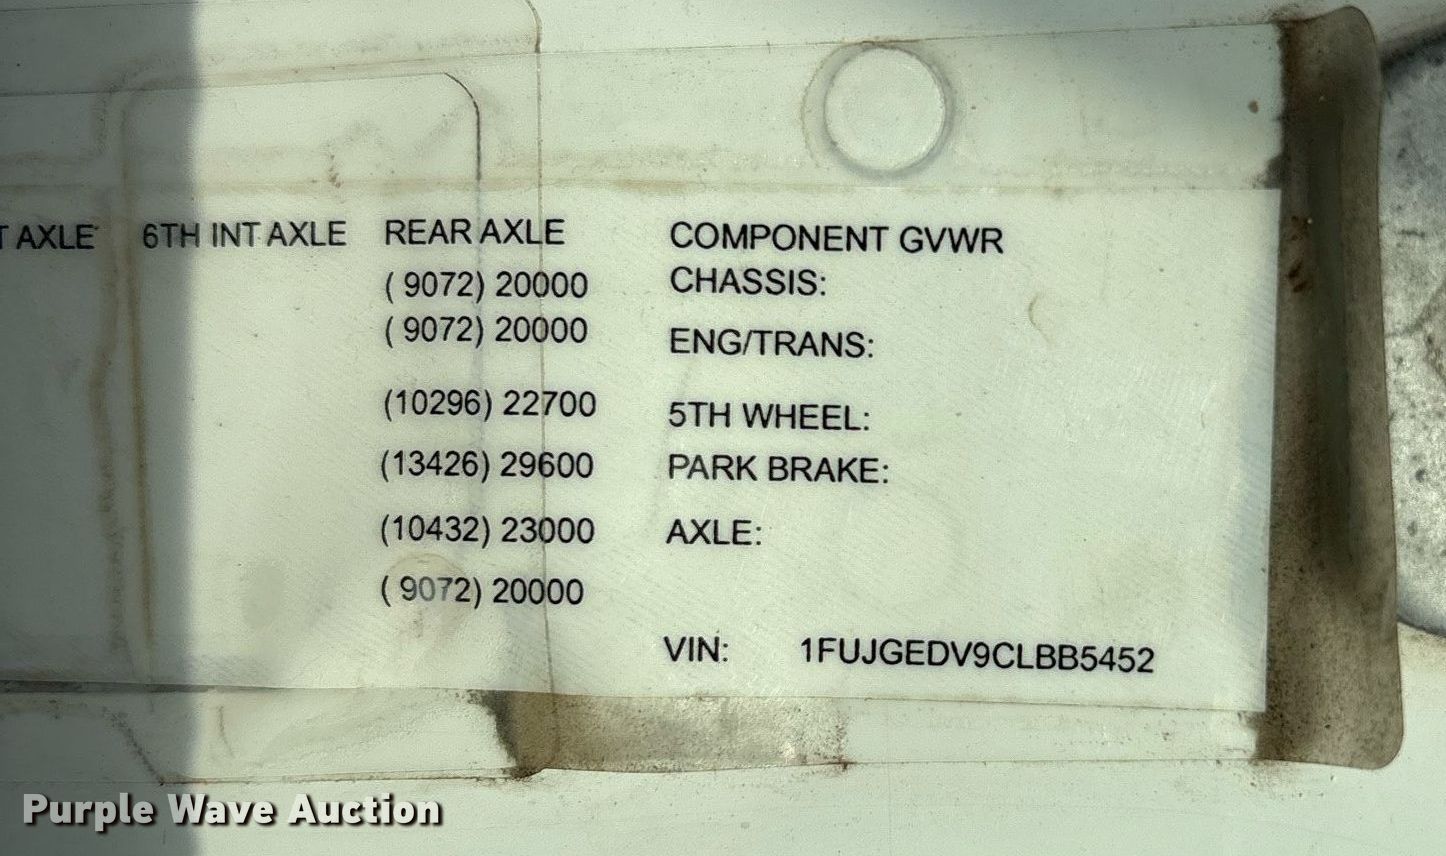 T AXLE 6TH INT AXLE REAR AXLE COMPONENT GVWR
( 9072) 20000 CHASSIS:
( 9072) 20000 ENG/TRANS:
(10296) 22700 5TH WHEEL:
(13426) 29600 PARK BRAKE:
(10432) 23000 AXLE:
( 9072) 20000
VIN: 1FUJGEDV9CLBB5452
Purple Wave Auction